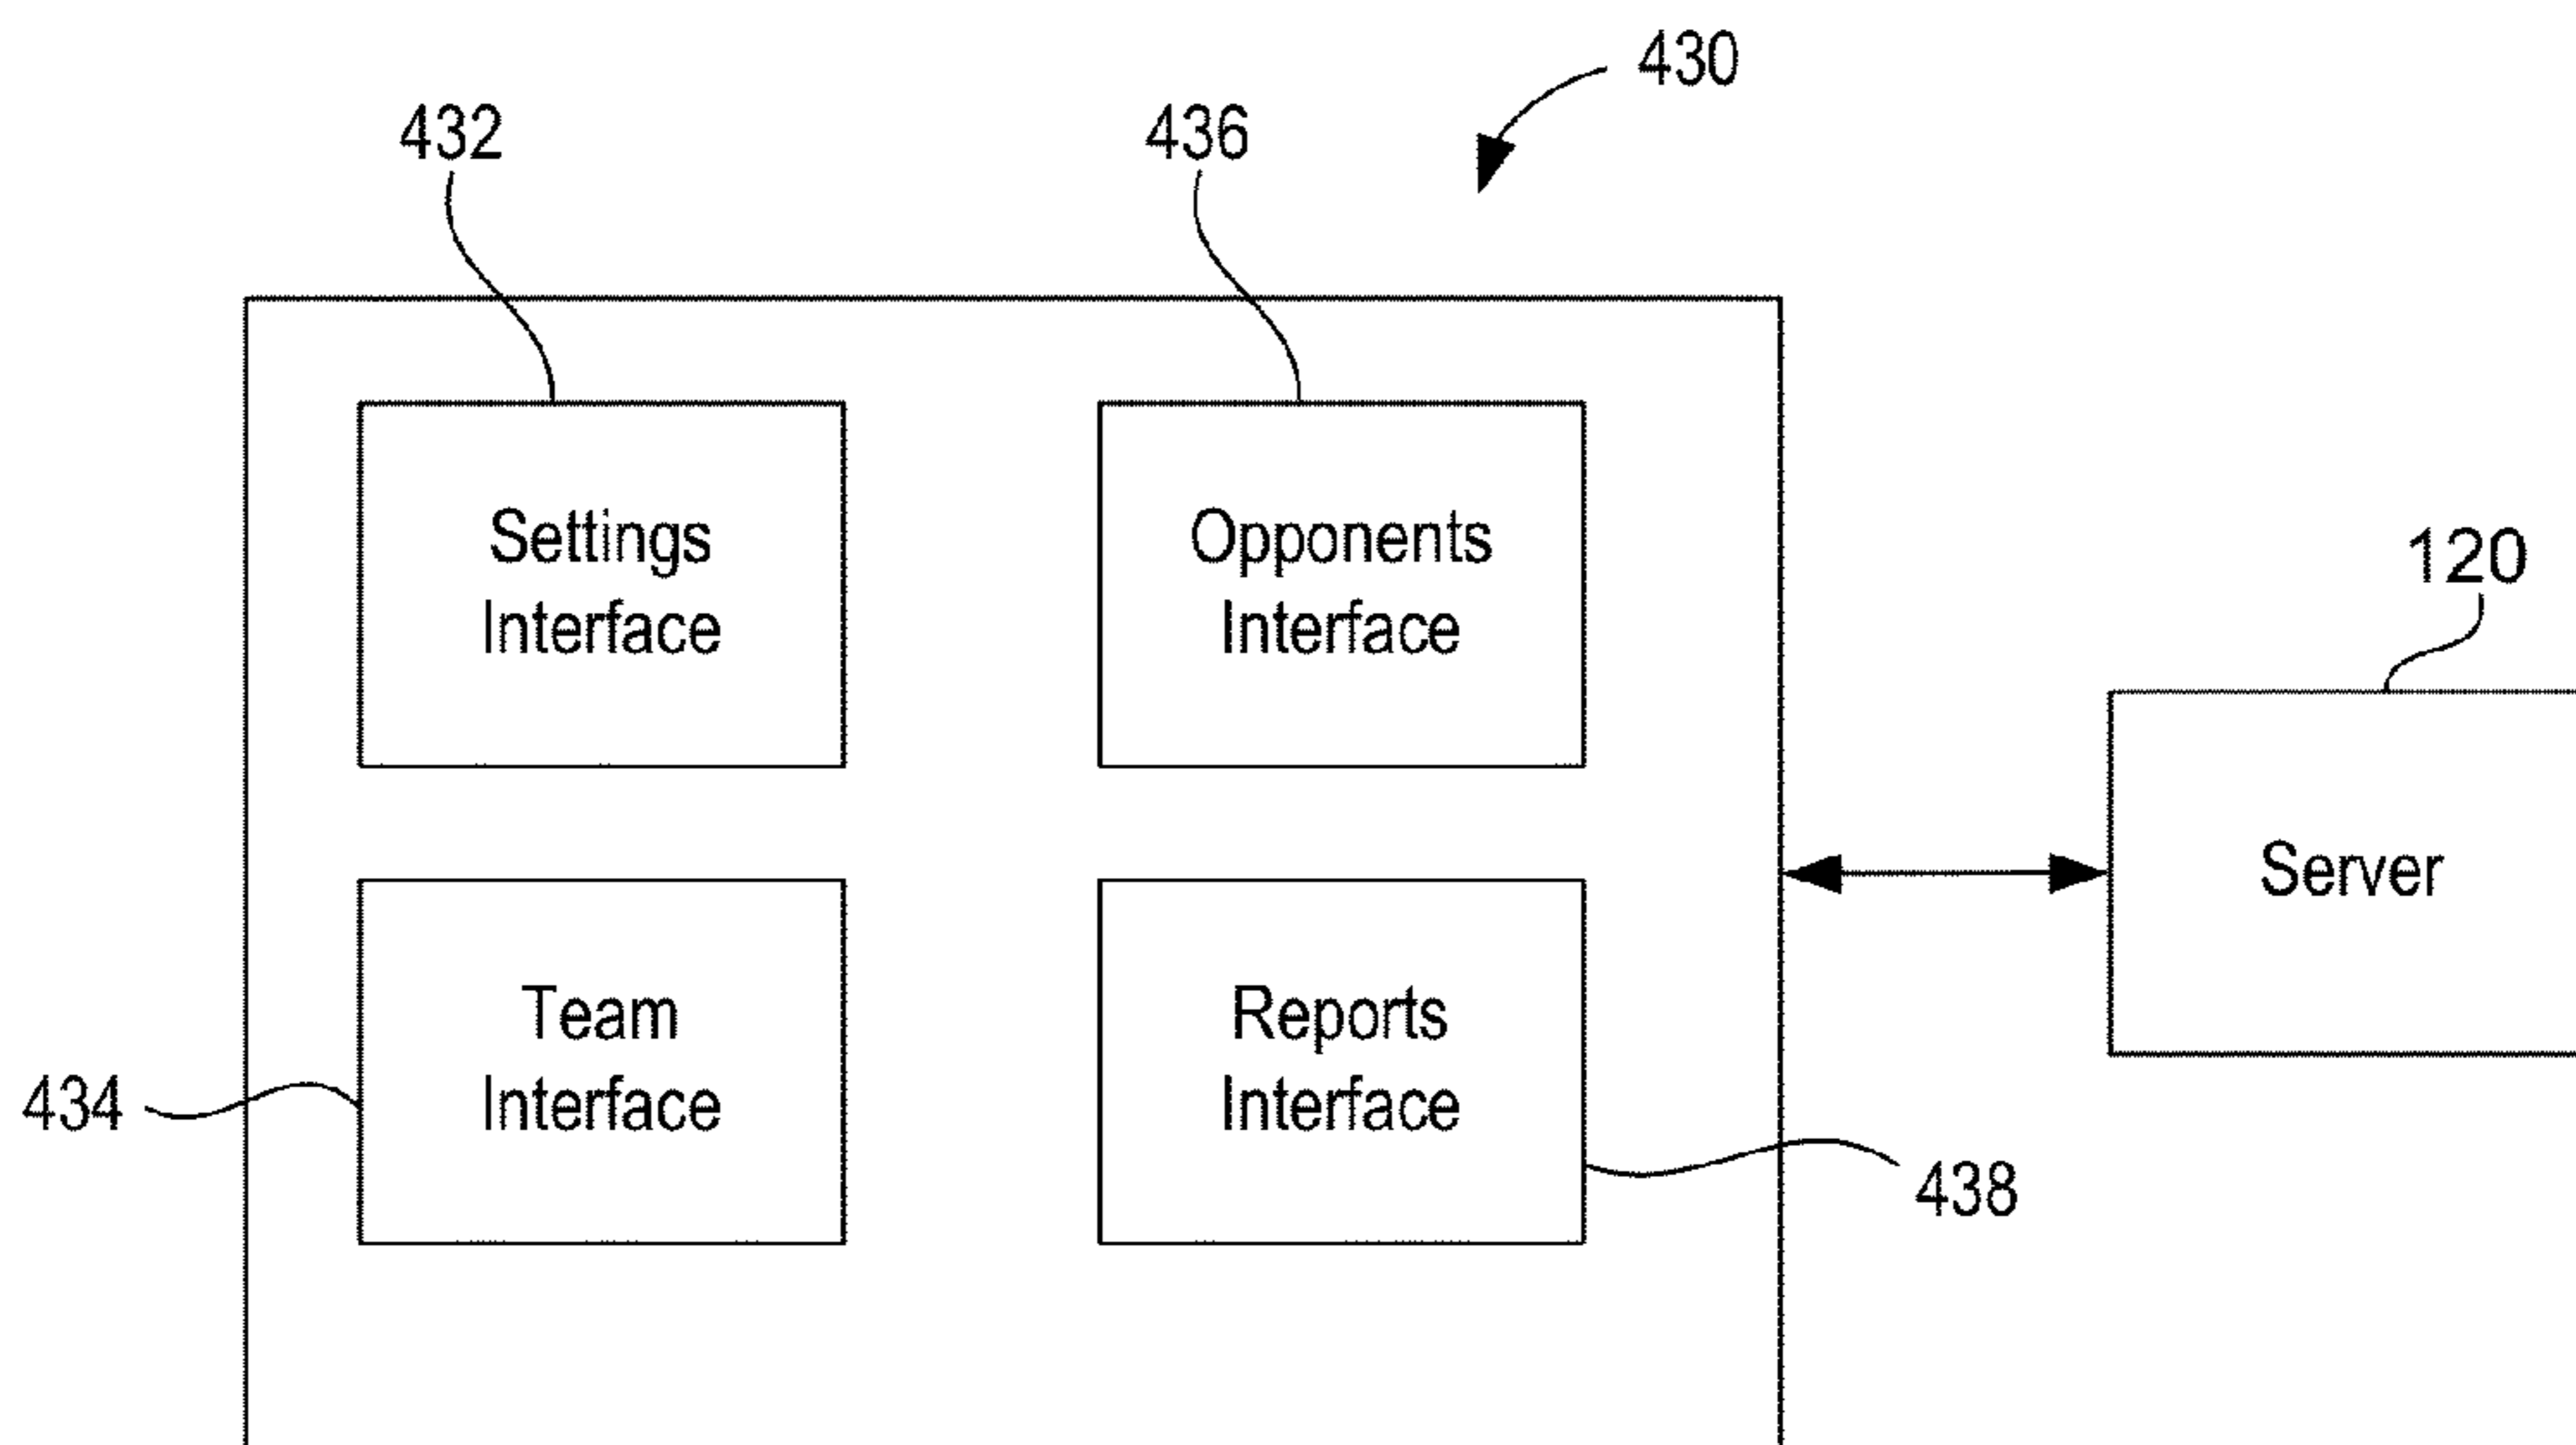 430
432
436
Settings
Interface
Opponents
Interface
120
Server
Team
Interface
Reports
Interface
434
438